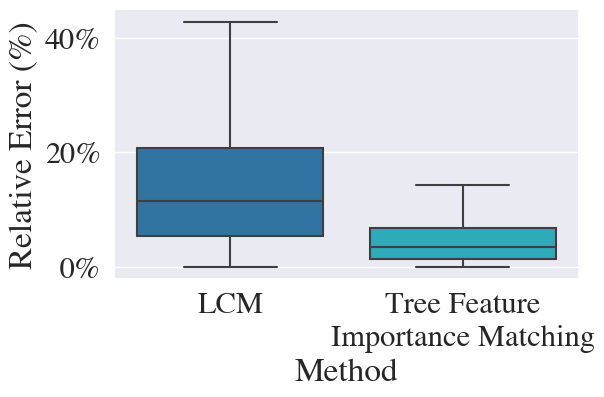 Relative Error (%)
40%
20%
0%
LCM
Tree Feature
Importance Matching
Method